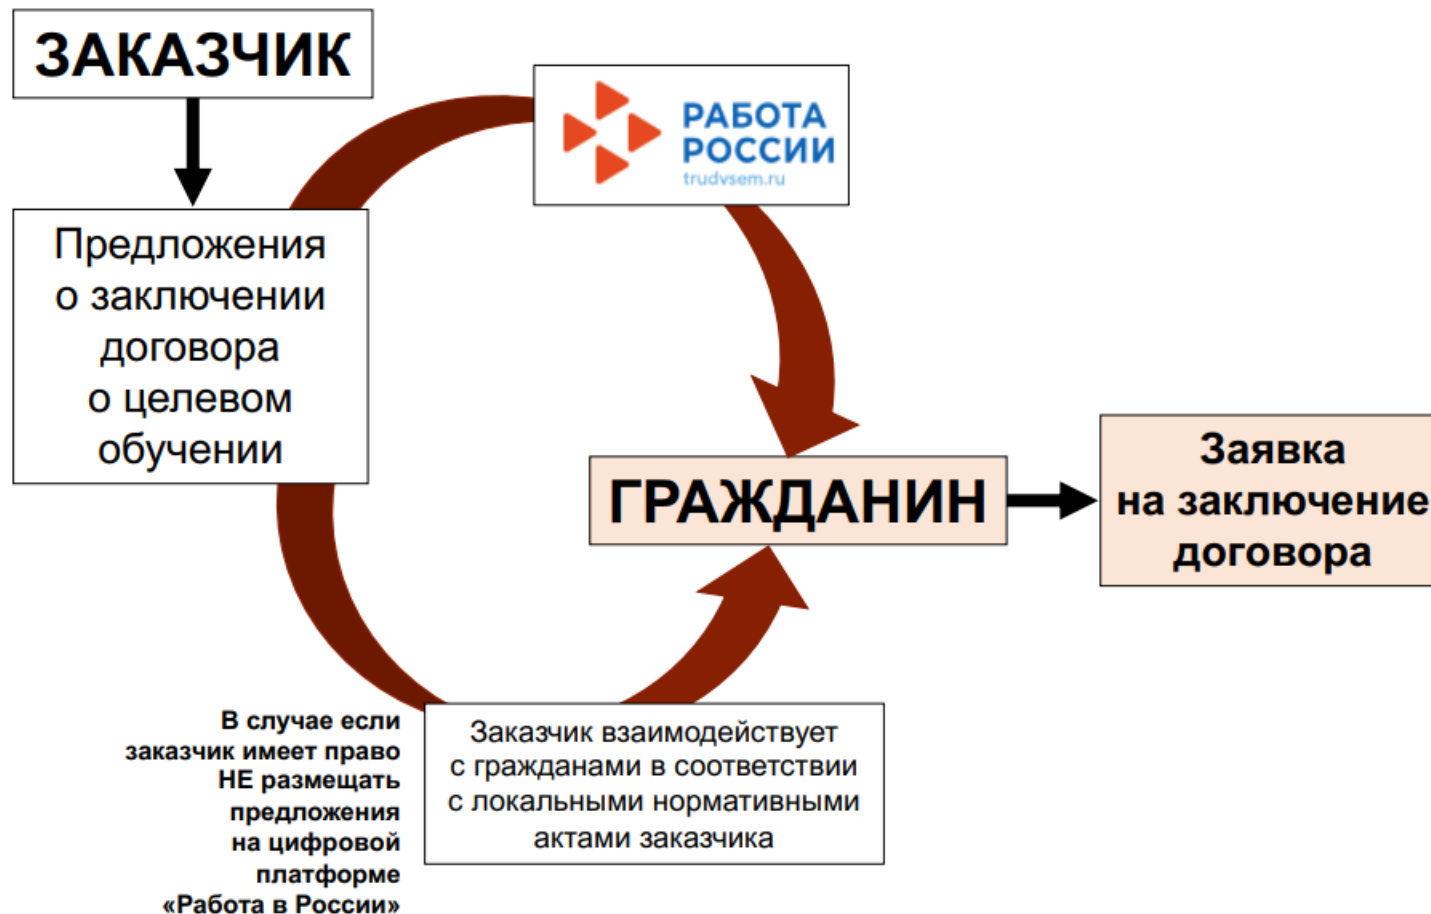 ЗАКАЗЧИК
РАБОТА
РОССИИ
trudvsem.ru
Предложения
о заключении
договора
о целевом
обучении
ГРАЖДАНИН
Заявка
на заключение
договора
В случае если
заказчик имеет право
НЕ размещать
предложения
на цифровой
платформе
«Работа в России»
Заказчик взаимодействует
с гражданами в соответствии
с локальными нормативными
актами заказчика